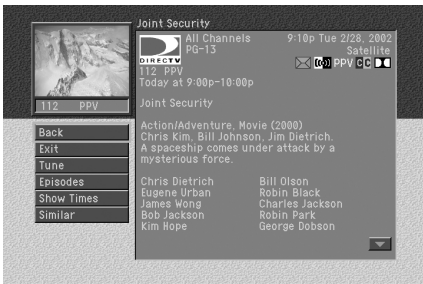 Joint Security
All Channels 9:10p Tue 2/28, 2002
PG-13 Satellite
DIRECTV
PPV CC
112 PPV
Today at 9:00p-10:00p
112 PPV
Joint Security
Action/Adventure, Movie (2000)
Chris Kim, Bill Johnson, Jim Dietrich.
A spaceship comes under attack by a
mysterious force.
Back
Exit
Tune
Episodes
Show Times
Similar
Chris Dietrich Bill Olson
Eugene Urban Robin Black
James Wong Charles Jackson
Bob Jackson Robin Park
Kim Hope George Dobson